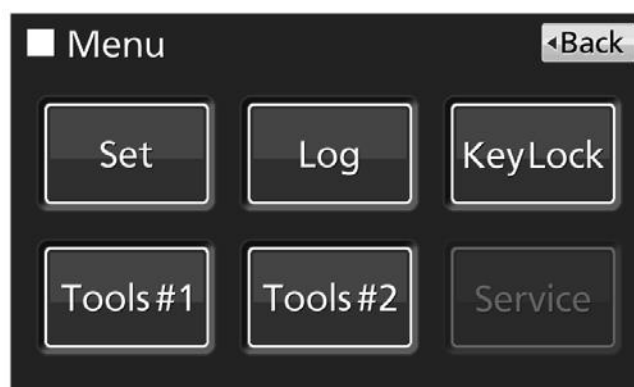 Menu
◂Back
Set
Log
KeyLock
Tools#1
Tools#2
Service